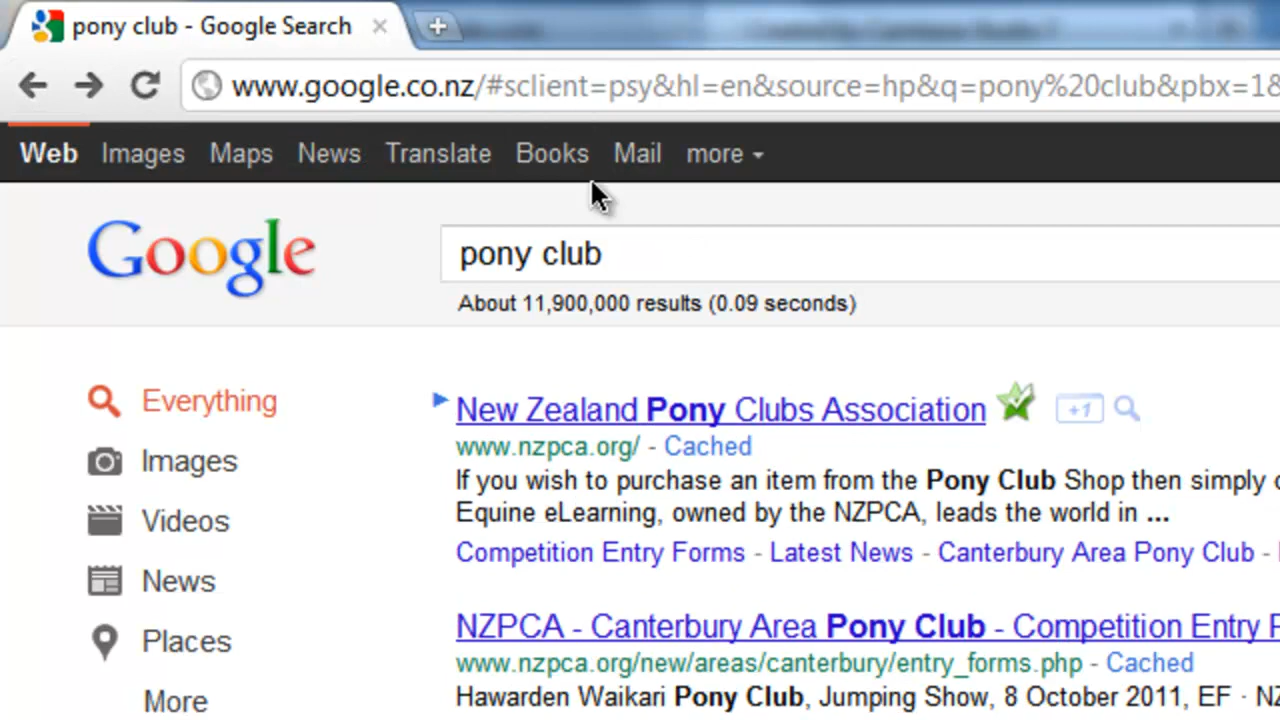 pony club - Google Search
www.google.co.nz/#sclient=psy&hl=en&source=hp&q=pony%20club&pbx=1&
Web Images Maps News Translate Books Mail more
Google
pony club
About 11,900,000 results (0.09 seconds)
Everything
Images
Videos
News
Places
More
New Zealand Pony Clubs Association +1
www.nzpca.org/ - Cached
If you wish to purchase an item from the Pony Club Shop then simply
Equine eLearning, owned by the NZPCA, leads the world in ...
Competition Entry Forms - Latest News - Canterbury Area Pony Club -
NZPCA - Canterbury Area Pony Club - Competition Entry
www.nzpca.org/new/areas/canterbury/entry_forms.php - Cached
Hawarden Waikari Pony Club, Jumping Show, 8 October 2011, EF · NZ